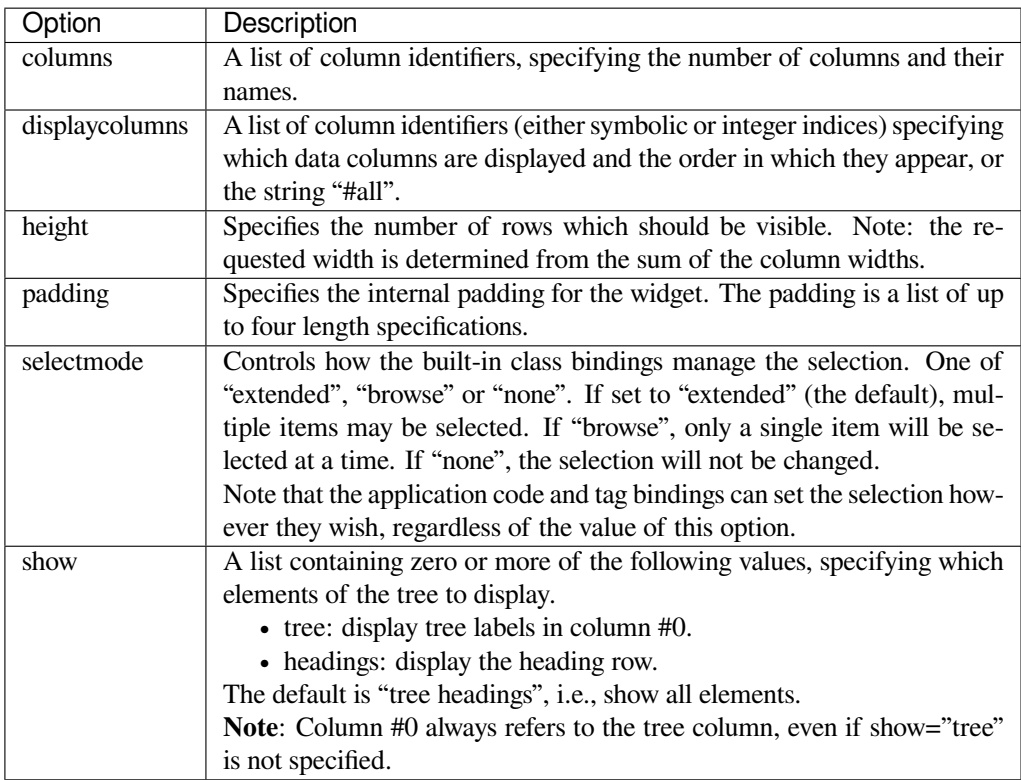 Option Description
columns A list of column identifiers, specifying the number of columns and their
names.
displaycolumns A list of column identifiers (either symbolic or integer indices) specifying
which data columns are displayed and the order in which they appear, or
the string “#all”.
height Specifies the number of rows which should be visible. Note: the re-
quested width is determined from the sum of the column widths.
padding Specifies the internal padding for the widget. The padding is a list of up
to four length specifications.
selectmode Controls how the built-in class bindings manage the selection. One of
“extended”, “browse” or “none”. If set to “extended” (the default), mul-
tiple items may be selected. If “browse”, only a single item will be se-
lected at a time. If “none”, the selection will not be changed.
Note that the application code and tag bindings can set the selection how-
ever they wish, regardless of the value of this option.
show A list containing zero or more of the following values, specifying which
elements of the tree to display.
• tree: display tree labels in column #0.
• headings: display the heading row.
The default is “tree headings”, i.e., show all elements.
Note: Column #0 always refers to the tree column, even if show=”tree”
is not specified.